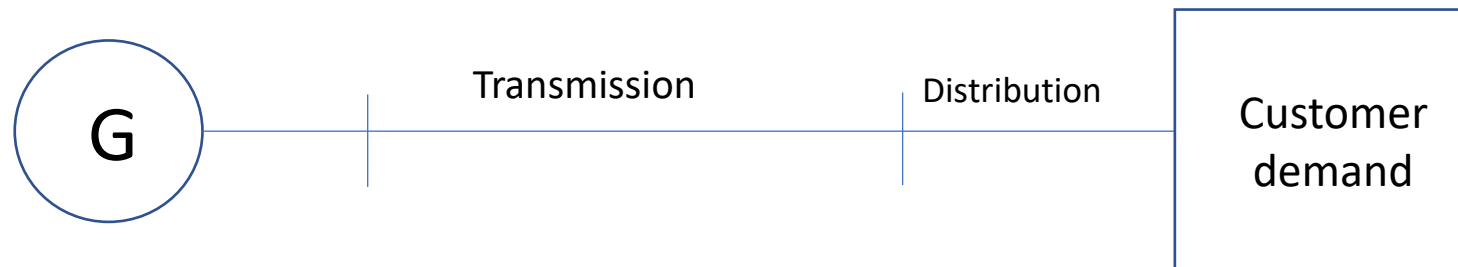 G
Transmission
Distribution
Customer
demand